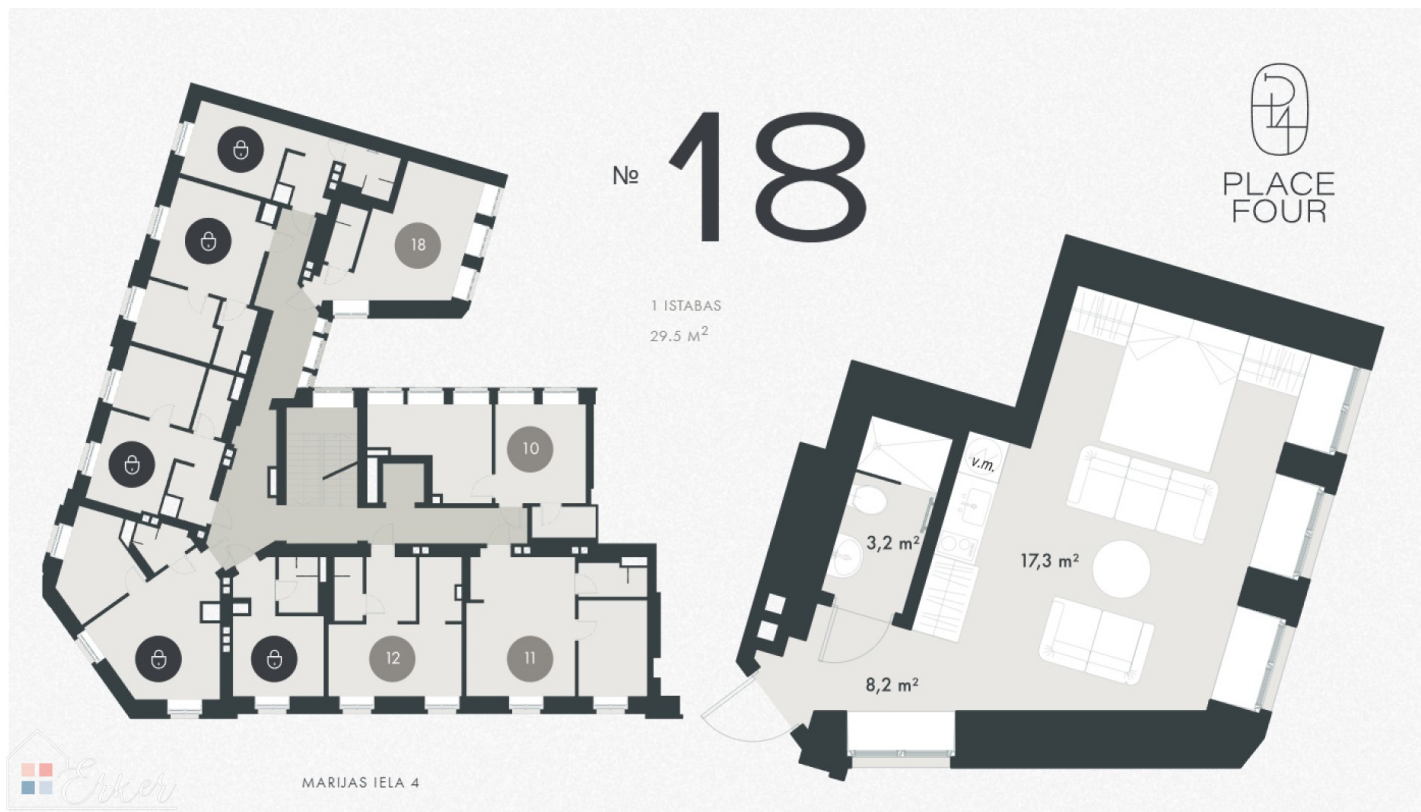 № 18
1 ISTABAS
29.5 M²
PLACE
FOUR
18
10
12
11
MARIJAS IELA 4
v.m.
3,2 m²
17,3 m²
8,2 m²
Erker